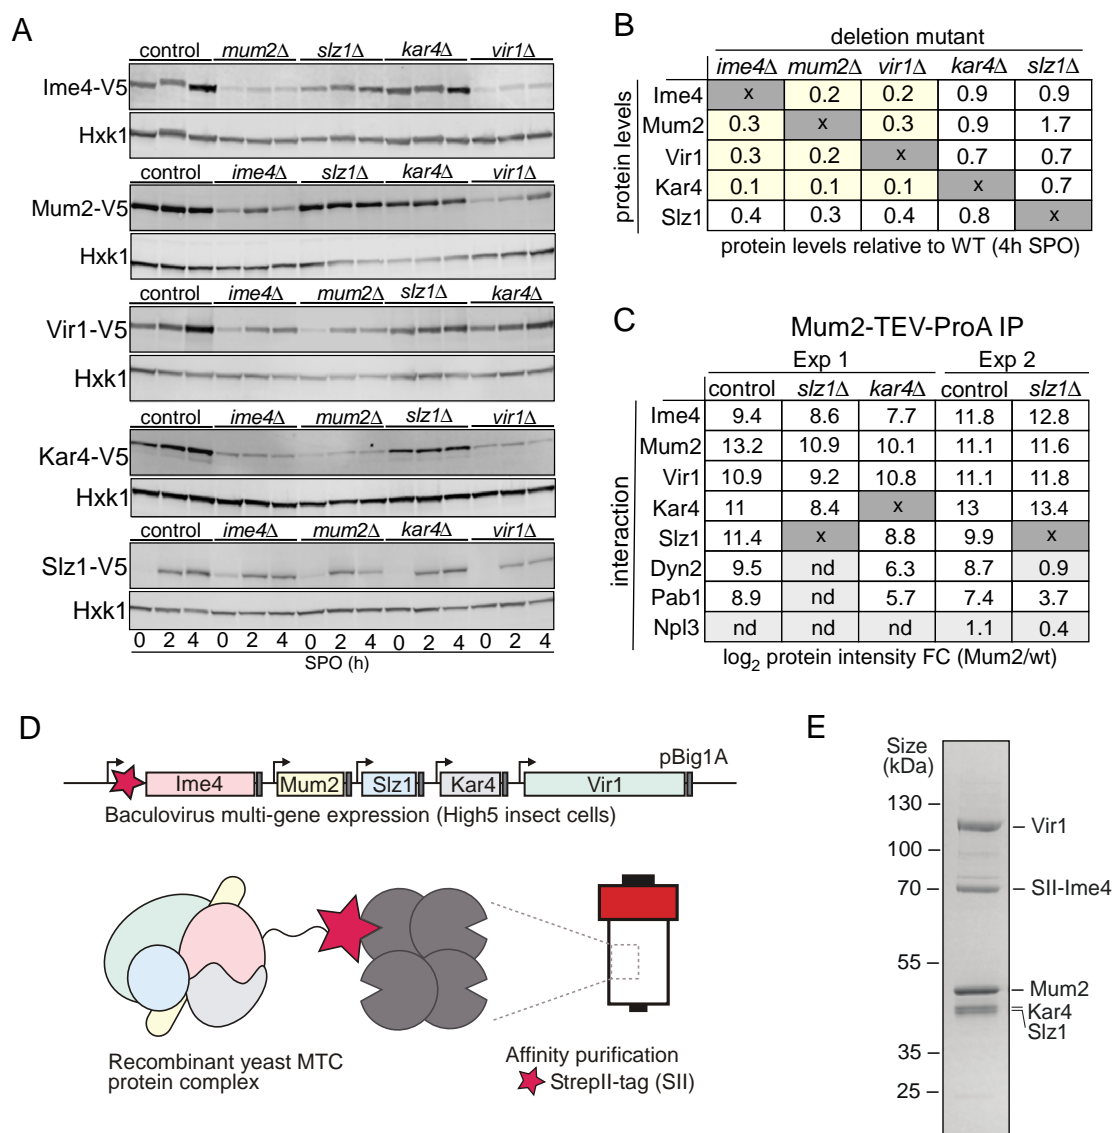 A
control mum2Δ slz1Δ kar4Δ vir1Δ
Ime4-V5
Hxk1
control ime4Δ slz1Δ kar4Δ vir1Δ
Mum2-V5
Hxk1
control ime4Δ mum2Δ slz1Δ kar4Δ
Vir1-V5
Hxk1
control ime4Δ mum2Δ slz1Δ vir1Δ
Kar4-V5
Hxk1
control ime4Δ mum2Δ kar4Δ vir1Δ
Slz1-V5
Hxk1
0 2 4 0 2 4 0 2 4 0 2 4 0 2 4
SPO (h)
B
deletion mutant
ime4Δ mum2Δ vir1Δ kar4Δ slz1Δ
protein levels
Ime4 x 0.2 0.2 0.9 0.9
Mum2 0.3 x 0.3 0.9 1.7
Vir1 0.3 0.2 x 0.7 0.7
Kar4 0.1 0.1 0.1 x 0.7
Slz1 0.4 0.3 0.4 0.8 x
protein levels relative to WT (4h SPO)
C
Mum2-TEV-ProA IP
Exp 1 Exp 2
control slz1Δ kar4Δ control slz1Δ
interaction
Ime4 9.4 8.6 7.7 11.8 12.8
Mum2 13.2 10.9 10.1 11.1 11.6
Vir1 10.9 9.2 10.8 11.1 11.8
Kar4 11 8.4 x 13 13.4
Slz1 11.4 x 8.8 9.9 x
Dyn2 9.5 nd 6.3 8.7 0.9
Pab1 8.9 nd 5.7 7.4 3.7
Npl3 nd nd nd 1.1 0.4
log2 protein intensity FC (Mum2/wt)
D
pBig1A
Ime4 Mum2 Slz1 Kar4 Vir1
Baculovirus multi-gene expression (High5 insect cells)
Recombinant yeast MTC
protein complex
Affinity purification
StrepII-tag (SII)
E
Size
(kDa)
130
100
70
55
35
25
Vir1
SII-Ime4
Mum2
Kar4
Slz1